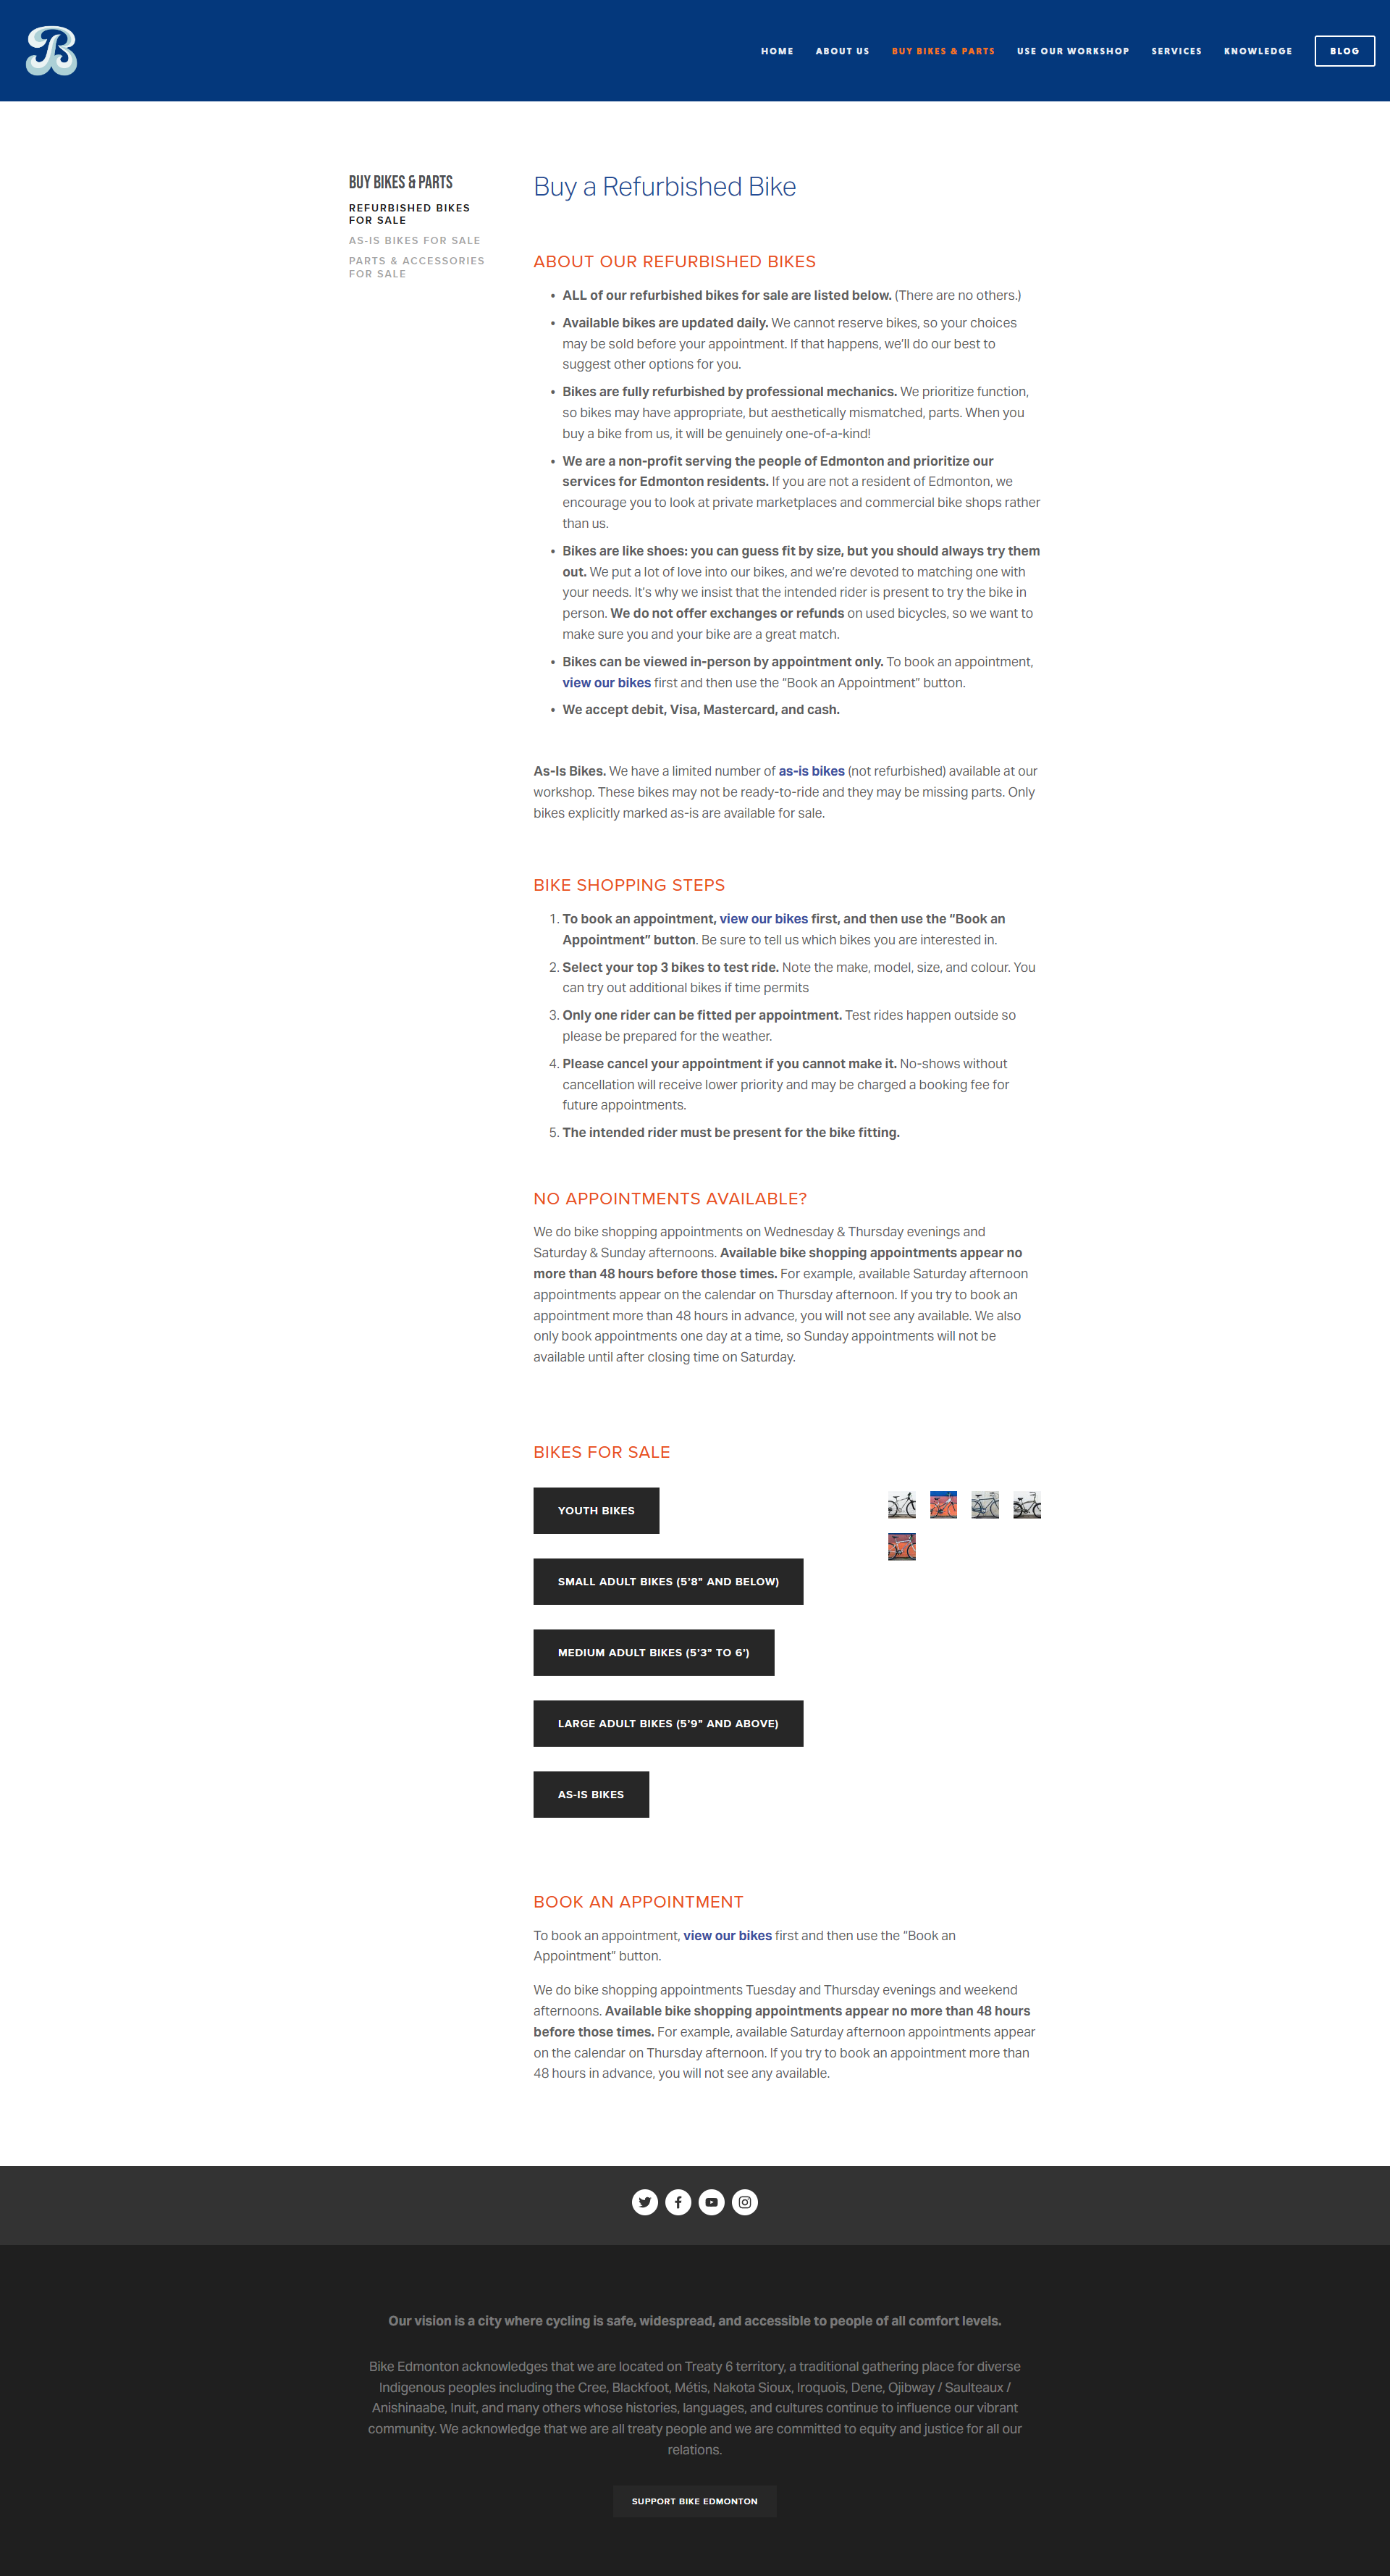 B
HOME ABOUT US BUY BIKES & PARTS USE OUR WORKSHOP SERVICES KNOWLEDGE BLOG
BUY BIKES & PARTS
REFURBISHED BIKES
FOR SALE
AS-IS BIKES FOR SALE
PARTS & ACCESSORIES
FOR SALE
Buy a Refurbished Bike
ABOUT OUR REFURBISHED BIKES
• ALL of our refurbished bikes for sale are listed below. (There are no others.)
• Available bikes are updated daily. We cannot reserve bikes, so your choices
may be sold before your appointment. If that happens, we’ll do our best to
suggest other options for you.
• Bikes are fully refurbished by professional mechanics. We prioritize function,
so bikes may have appropriate, but aesthetically mismatched, parts. When you
buy a bike from us, it will be genuinely one-of-a-kind!
• We are a non-profit serving the people of Edmonton and prioritize our
services for Edmonton residents. If you are not a resident of Edmonton, we
encourage you to look at private marketplaces and commercial bike shops rather
than us.
• Bikes are like shoes: you can guess fit by size, but you should always try them
out. We put a lot of love into our bikes, and we’re devoted to matching one with
your needs. It’s why we insist that the intended rider is present to try the bike in
person. We do not offer exchanges or refunds on used bicycles, so we want to
make sure you and your bike are a great match.
• Bikes can be viewed in-person by appointment only. To book an appointment,
view our bikes first and then use the “Book an Appointment” button.
• We accept debit, Visa, Mastercard, and cash.
As-Is Bikes. We have a limited number of as-is bikes (not refurbished) available at our
workshop. These bikes may not be ready-to-ride and they may be missing parts. Only
bikes explicitly marked as-is are available for sale.
BIKE SHOPPING STEPS
1. To book an appointment, view our bikes first, and then use the “Book an
Appointment” button. Be sure to tell us which bikes you are interested in.
2. Select your top 3 bikes to test ride. Note the make, model, size, and colour. You
can try out additional bikes if time permits
3. Only one rider can be fitted per appointment. Test rides happen outside so
please be prepared for the weather.
4. Please cancel your appointment if you cannot make it. No-shows without
cancellation will receive lower priority and may be charged a booking fee for
future appointments.
5. The intended rider must be present for the bike fitting.
NO APPOINTMENTS AVAILABLE?
We do bike shopping appointments on Wednesday & Thursday evenings and
Saturday & Sunday afternoons. Available bike shopping appointments appear no
more than 48 hours before those times. For example, available Saturday afternoon
appointments appear on the calendar on Thursday afternoon. If you try to book an
appointment more than 48 hours in advance, you will not see any available. We also
only book appointments one day at a time, so Sunday appointments will not be
available until after closing time on Saturday.
BIKES FOR SALE
YOUTH BIKES
SMALL ADULT BIKES (5’8” AND BELOW)
MEDIUM ADULT BIKES (5’3” TO 6’)
LARGE ADULT BIKES (5’9” AND ABOVE)
AS-IS BIKES
BOOK AN APPOINTMENT
To book an appointment, view our bikes first and then use the “Book an
Appointment” button.
We do bike shopping appointments Tuesday and Thursday evenings and weekend
afternoons. Available bike shopping appointments appear no more than 48 hours
before those times. For example, available Saturday afternoon appointments appear
on the calendar on Thursday afternoon. If you try to book an appointment more than
48 hours in advance, you will not see any available.
Our vision is a city where cycling is safe, widespread, and accessible to people of all comfort levels.
Bike Edmonton acknowledges that we are located on Treaty 6 territory, a traditional gathering place for diverse
Indigenous peoples including the Cree, Blackfoot, Métis, Nakota Sioux, Iroquois, Dene, Ojibway / Saulteaux /
Anishinaabe, Inuit, and many others whose histories, languages, and cultures continue to influence our vibrant
community. We acknowledge that we are all treaty people and we are committed to equity and justice for all our
relations.
SUPPORT BIKE EDMONTON